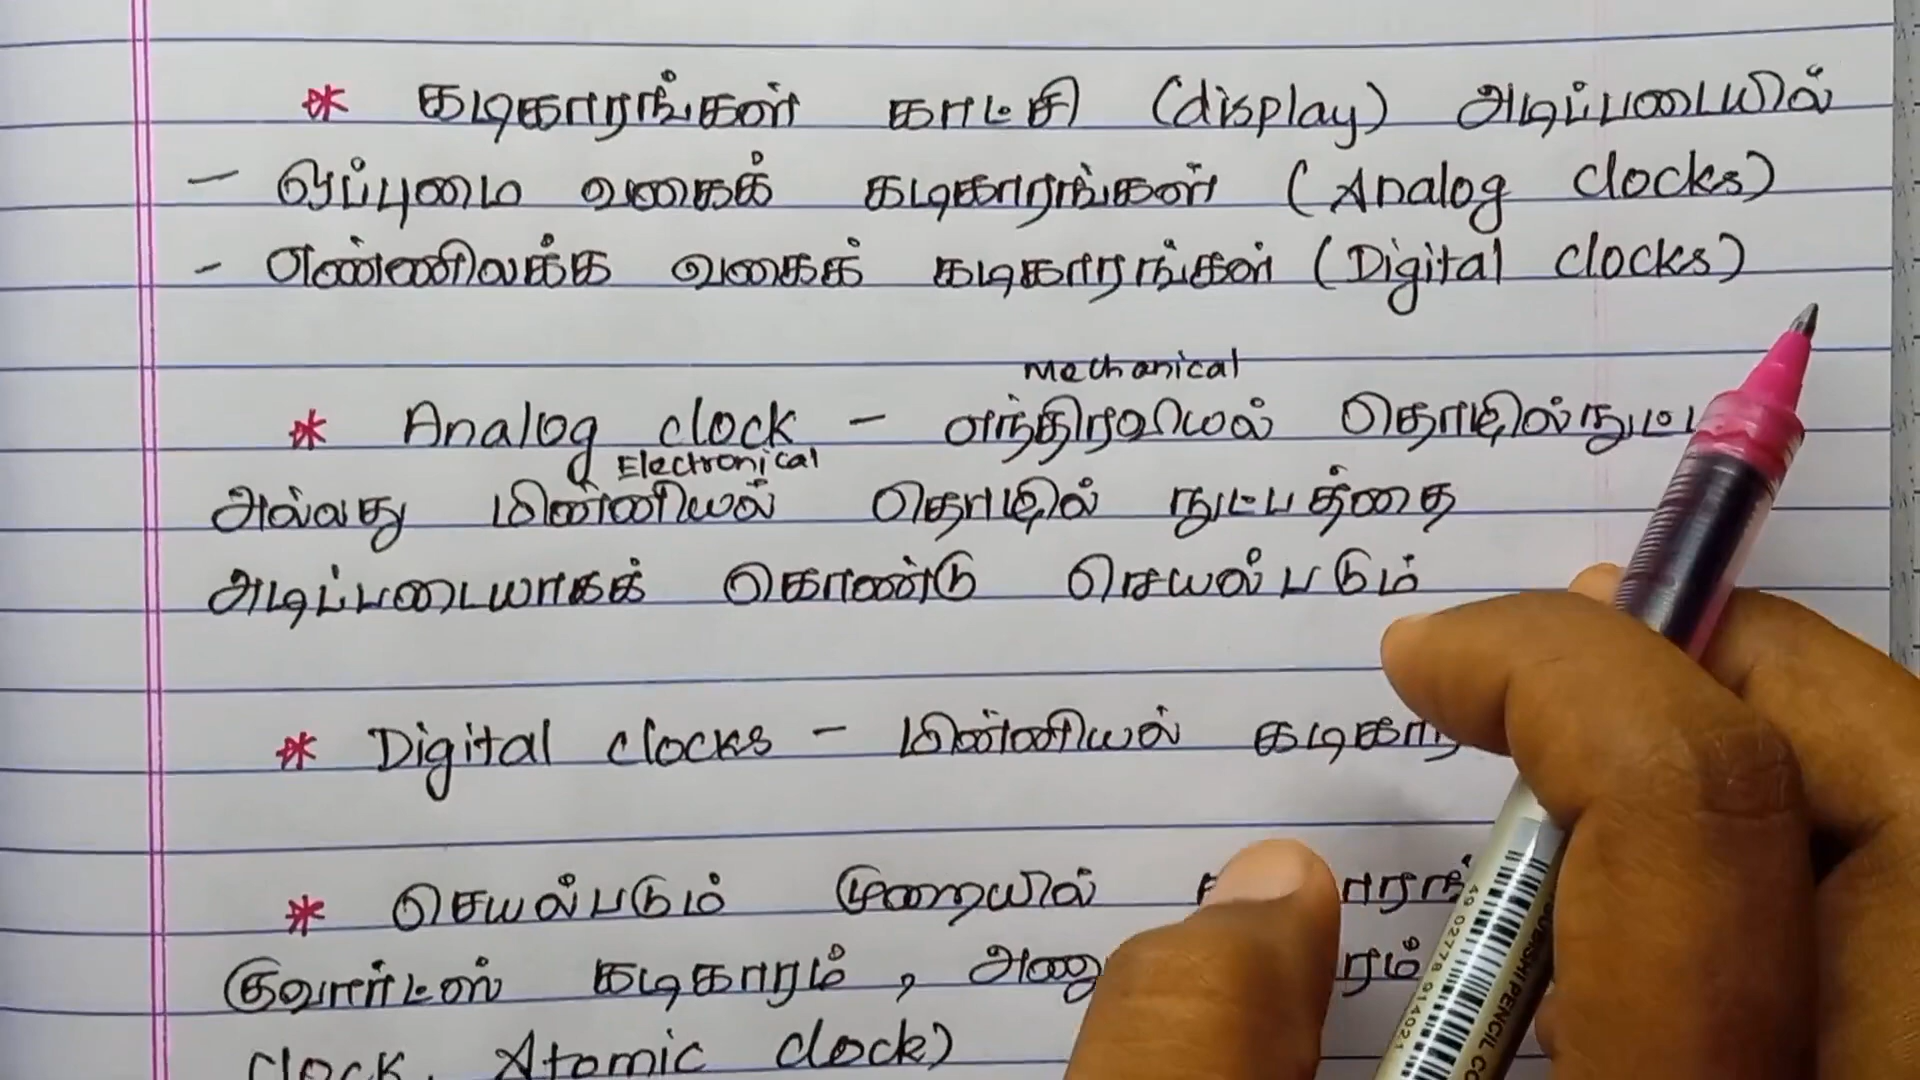 * கடிகாரங்கள் காட்சி (display) அடிப்படையில்
- ஒப்புமை வகைக் கடிகாரங்கள் (Analog clocks)
- எண்ணிலக்க வகைக் கடிகாரங்கள் (Digital clocks)
Mechanical
* Analog clock - எந்திரவியல் தொழில்நுட்
Electronical
அல்லது மின்னியல் தொழில் நுட்பத்தை
அடிப்படையாகக் கொண்டு செயல்படும்
* Digital clocks - மின்னியல்
* செயல்படும் முறையில்
குவார்ட்ஸ் கடிகாரம் ,
clock, Atomic clock)